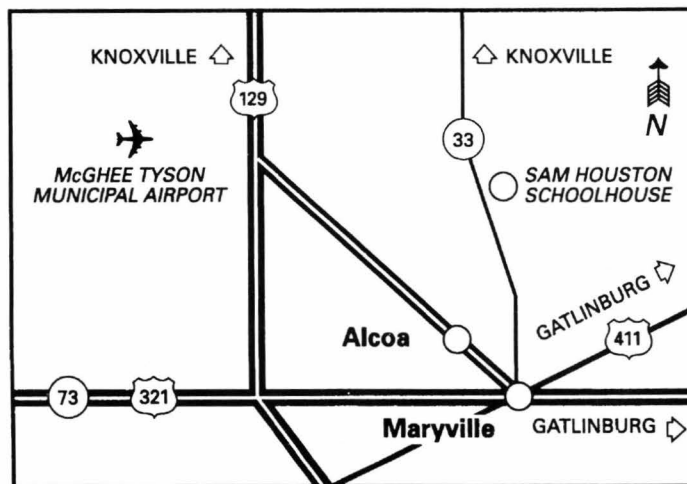 KNOXVILLE
KNOXVILLE
129
33
N
McGHEE TYSON
MUNICIPAL AIRPORT
SAM HOUSTON
SCHOOLHOUSE
GATLINBURG
Alcoa
411
73
321
Maryville
GATLINBURG